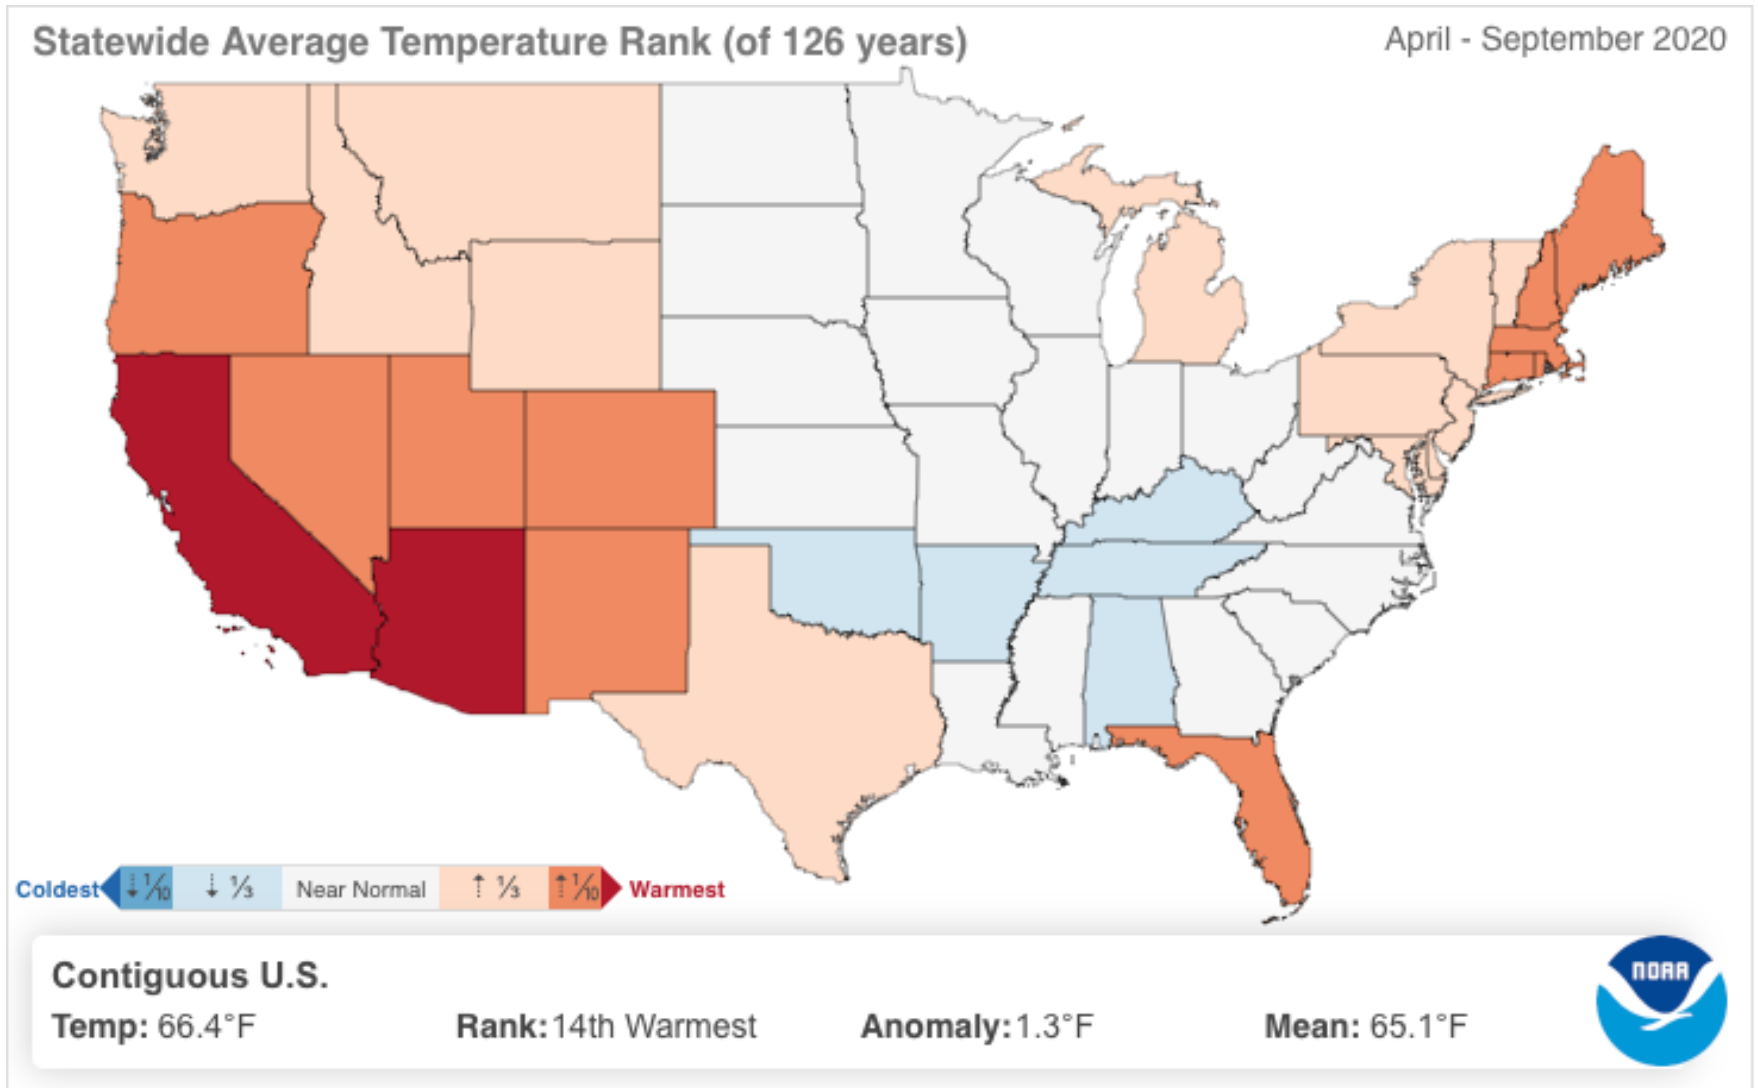 Statewide Average Temperature Rank (of 126 years)
April - September 2020
Coldest ⇣ ⅒ ↓ ⅓ Near Normal ⇡ ⅓ ⇡ ⅒ Warmest
Contiguous U.S.
Temp: 66.4°F Rank:14th Warmest Anomaly:1.3°F Mean: 65.1°F
NOAA